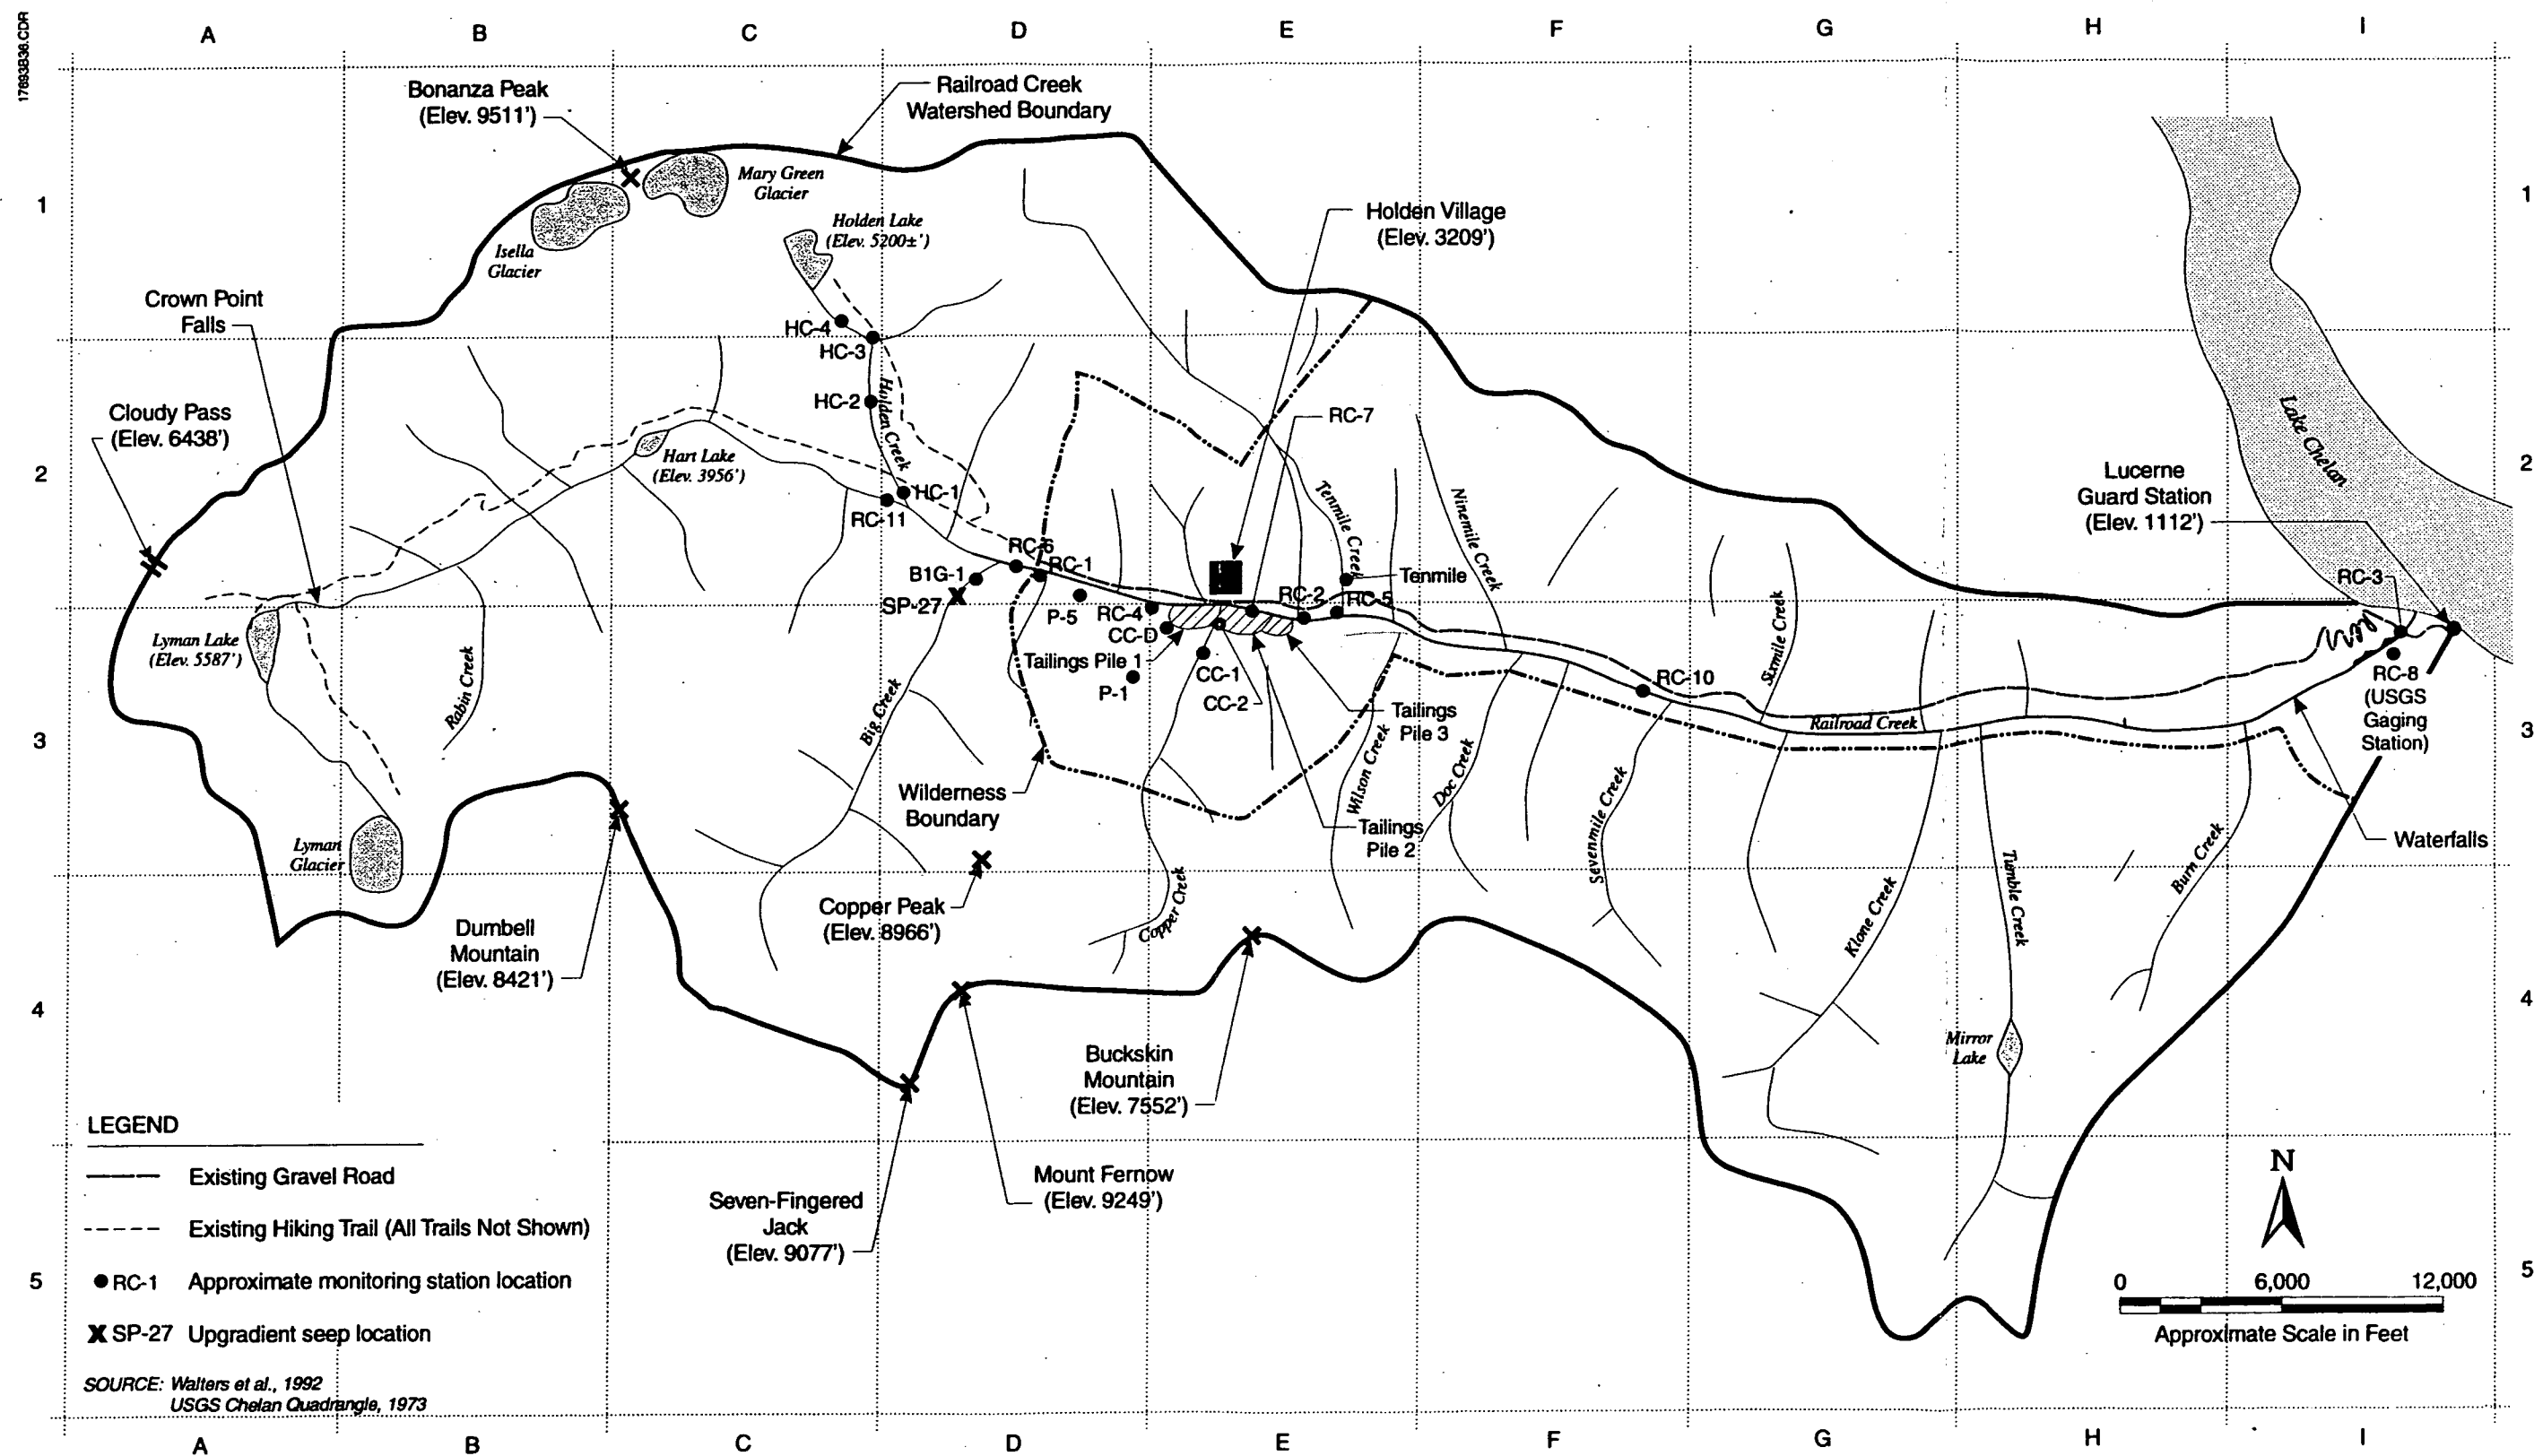 17693B36.CDR
A B C D E F G H I
Bonanza Peak
(Elev. 9511')
Railroad Creek
Watershed Boundary
Mary Green
Glacier
1 1
Holden Lake
(Elev. 5200±')
Holden Village
(Elev. 3209')
Isella
Glacier
Crown Point
Falls
HC-4
HC-3
HC-2
Holden Creek
RC-7
Cloudy Pass
(Elev. 6438')
Lake Chelan
2 2
Hart Lake
(Elev. 3956')
Lucerne
Guard Station
(Elev. 1112')
HC-1
RC-11
Tenmile Creek
Ninemile Creek
RC-6
RC-1
B1G-1
SP-27
P-5
RC-4
CC-D
RC-2
RC-5
Tenmile
RC-3
Lyman Lake
(Elev. 5587')
Rabin Creek
Big Creek
Tailings Pile 1
P-1
CC-1
CC-2
Tailings
Pile 3
RC-10
Sixmile Creek
Railroad Creek
RC-8
(USGS
Gaging
Station)
3 3
Wilderness
Boundary
Wilson Creek
Doc Creek
Sevenmile Creek
Tailings
Pile 2
Waterfalls
Lyman
Glacier
Copper Peak
(Elev. 8966')
Copper Creek
Klone Creek
Tumble Creek
Burn Creek
Dumbell
Mountain
(Elev. 8421')
4 4
Buckskin
Mountain
(Elev. 7552')
Mirror
Lake
Mount Fernow
(Elev. 9249')
Seven-Fingered
Jack
(Elev. 9077')
LEGEND
Existing Gravel Road
Existing Hiking Trail (All Trails Not Shown)
RC-1 Approximate monitoring station location
SP-27 Upgradient seep location
SOURCE: Walters et al., 1992
USGS Chelan Quadrangle, 1973
5 5
N
0 6,000 12,000
Approximate Scale in Feet
A B C D E F G H I